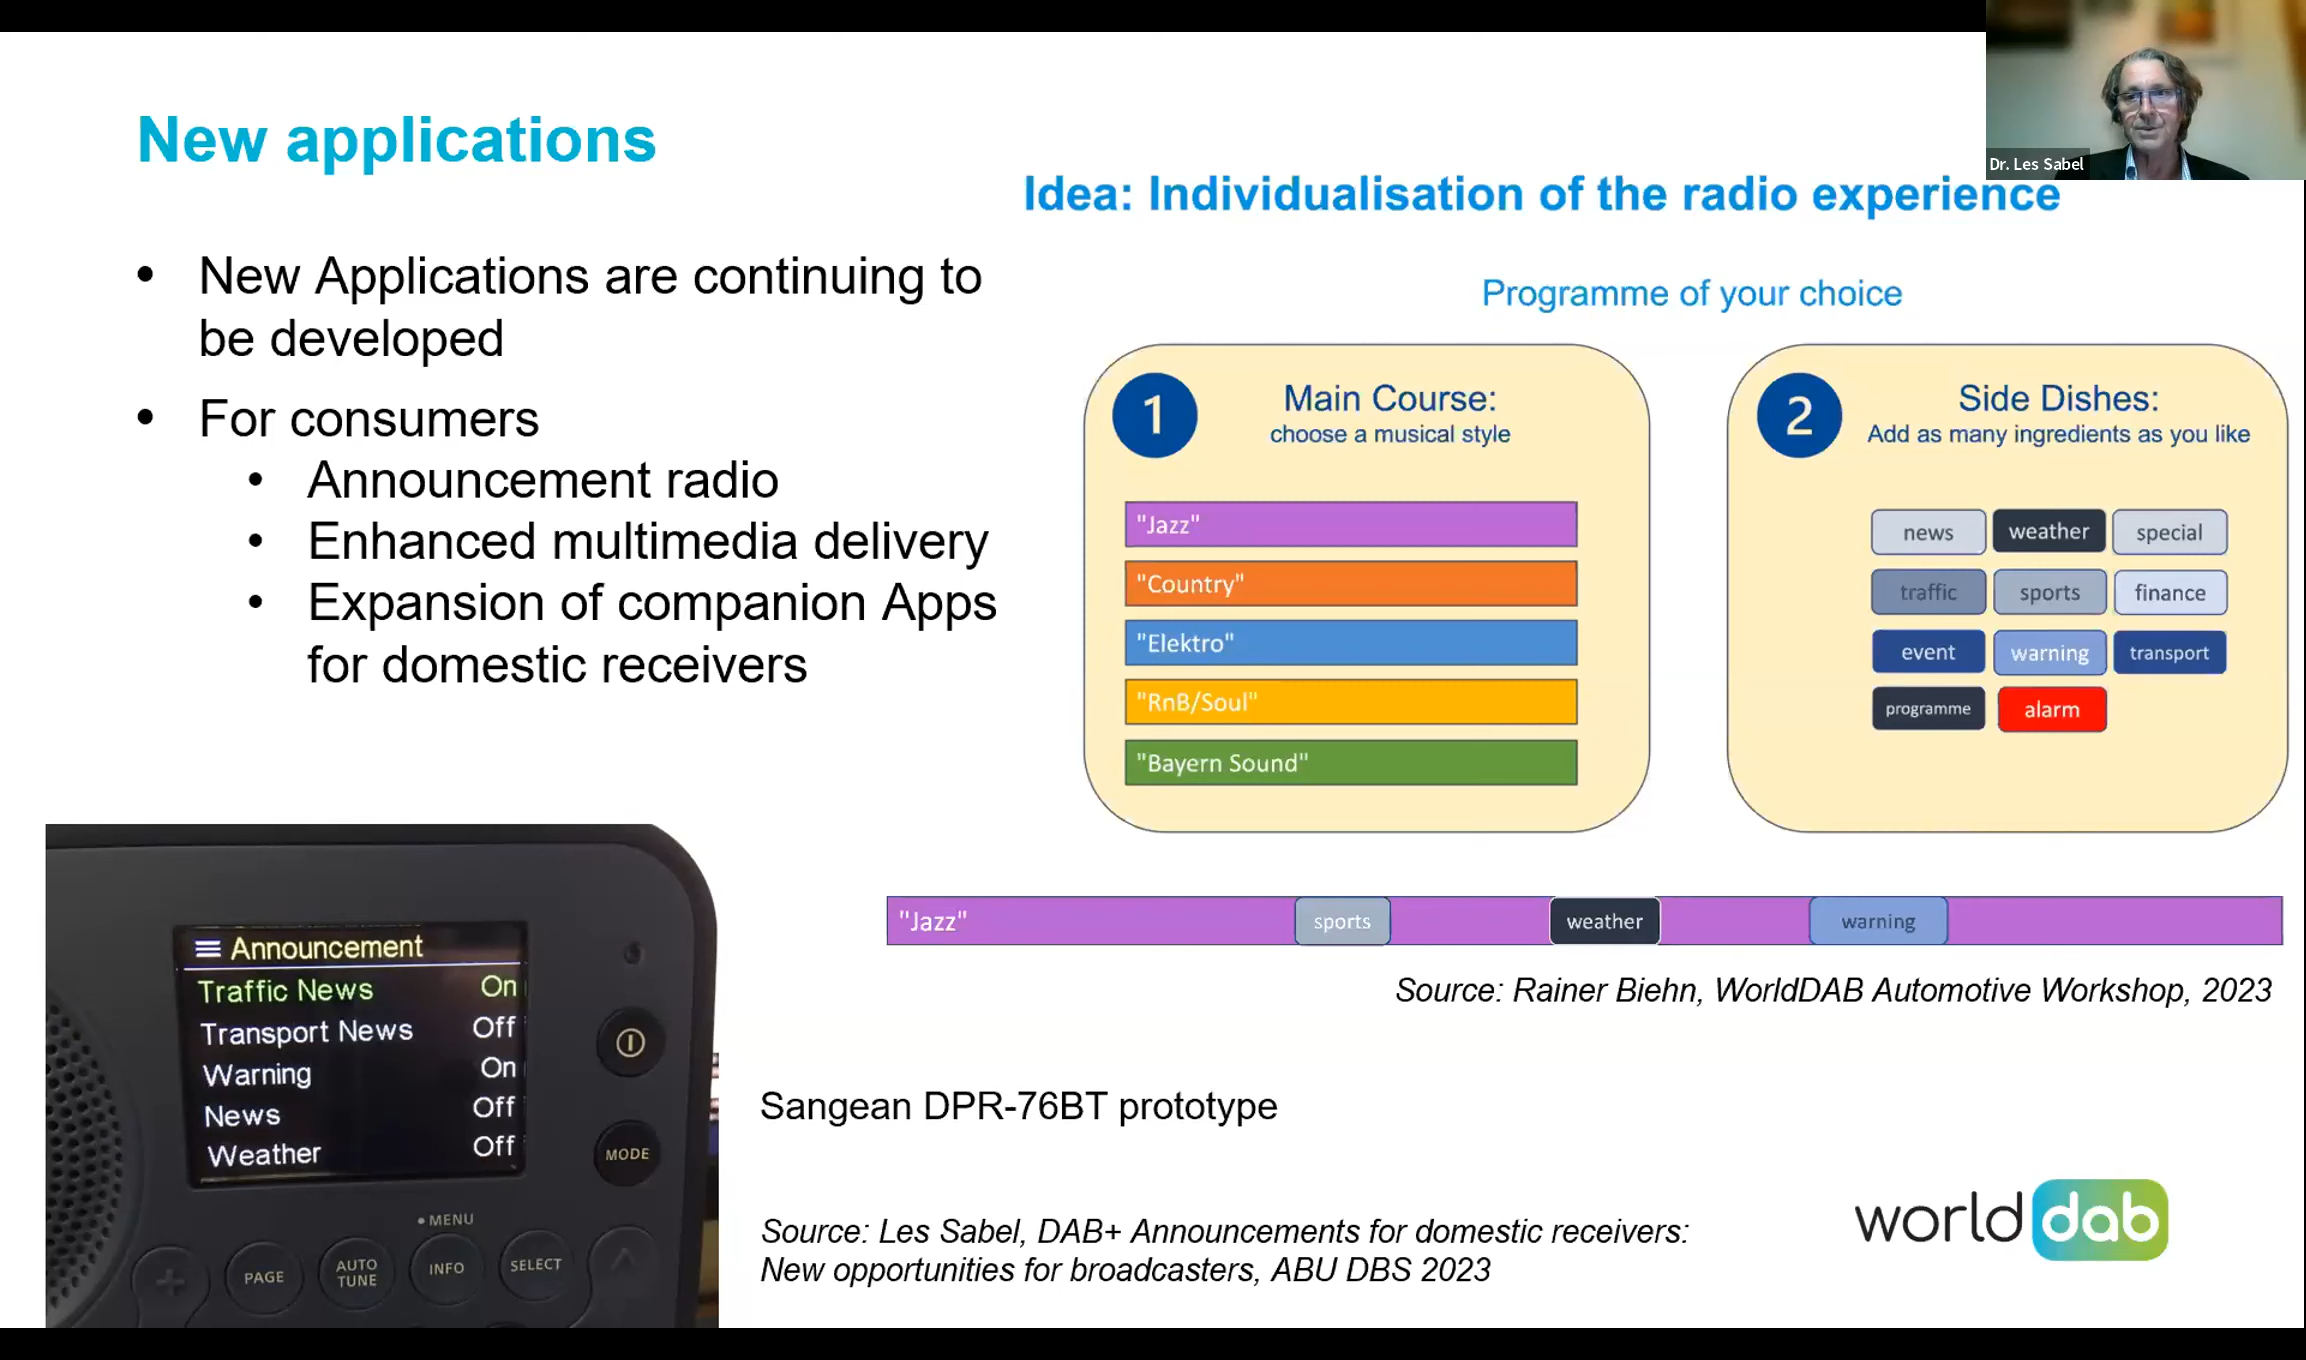 New applications
• New Applications are continuing to
be developed
• For consumers
• Announcement radio
• Enhanced multimedia delivery
• Expansion of companion Apps
for domestic receivers
Dr. Les Sabel
Idea: Individualisation of the radio experience
Programme of your choice
1
Main Course:
choose a musical style
"Jazz"
"Country"
"Elektro"
"RnB/Soul"
"Bayern Sound"
2
Side Dishes:
Add as many ingredients as you like
news weather special
traffic sports finance
event warning transport
programme alarm
"Jazz" sports weather warning
Source: Rainer Biehn, WorldDAB Automotive Workshop, 2023
Announcement
Traffic News On
Transport News Off
Warning On
News Off
Weather Off
MODE
• MENU
+ PAGE AUTO TUNE INFO SELECT
Sangean DPR-76BT prototype
Source: Les Sabel, DAB+ Announcements for domestic receivers:
New opportunities for broadcasters, ABU DBS 2023
world dab